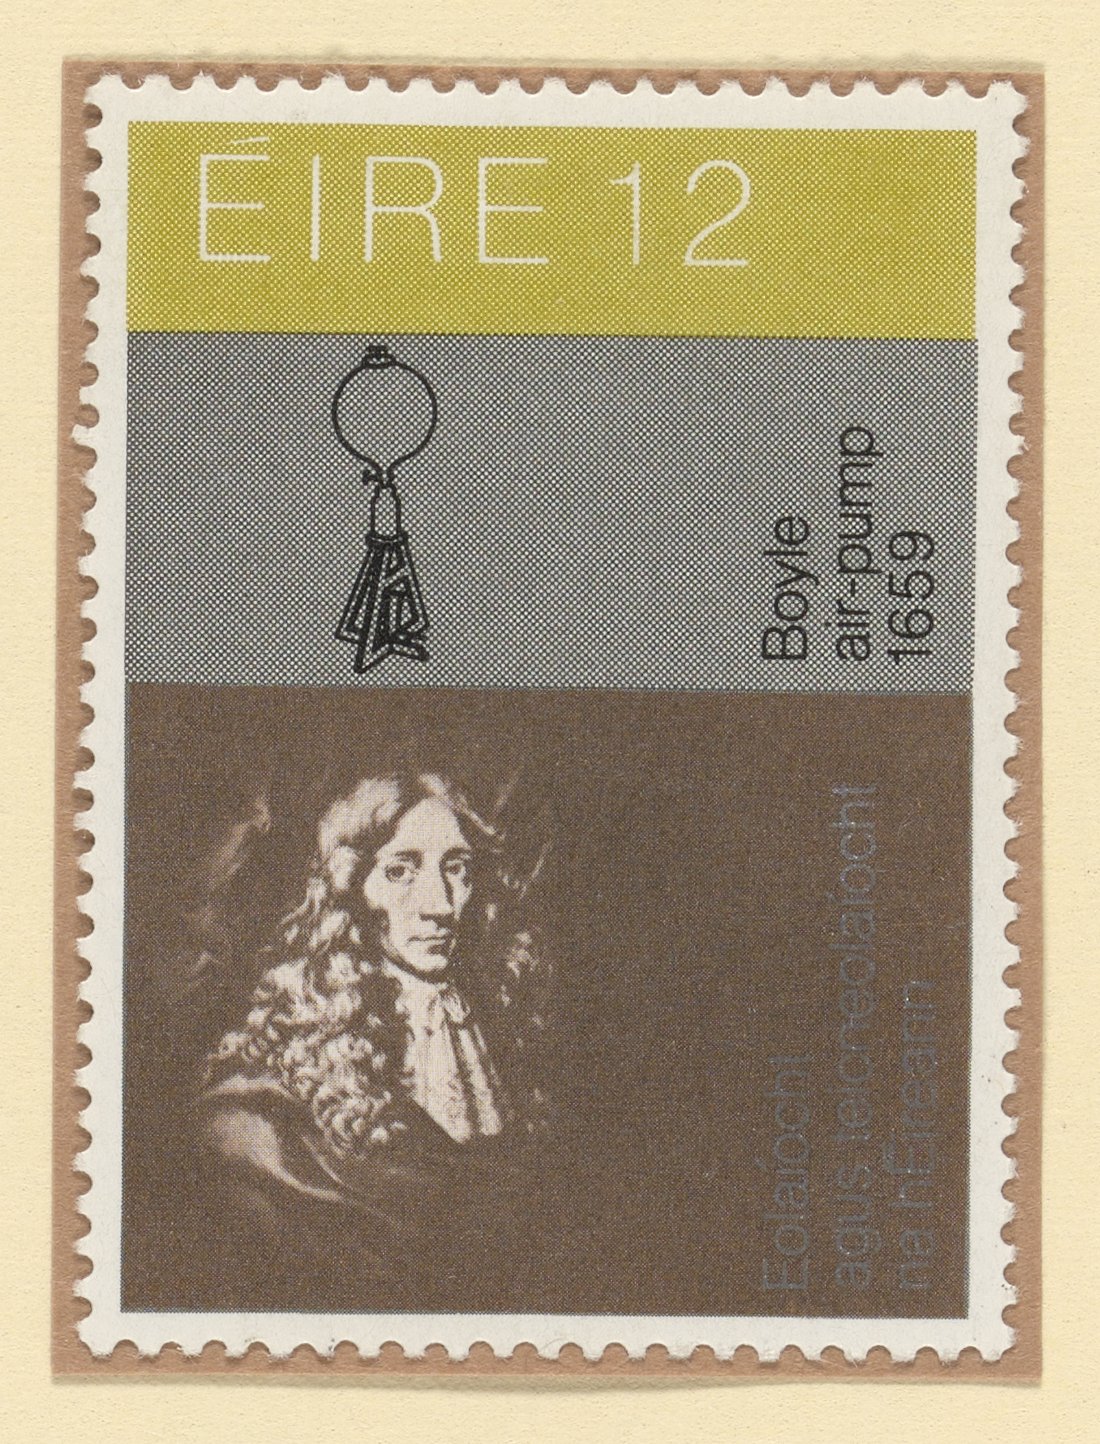 ÉIRE 12
Boyle
air-pump
1659
Eolaíocht
agus teicneolaíocht
na hÉireann